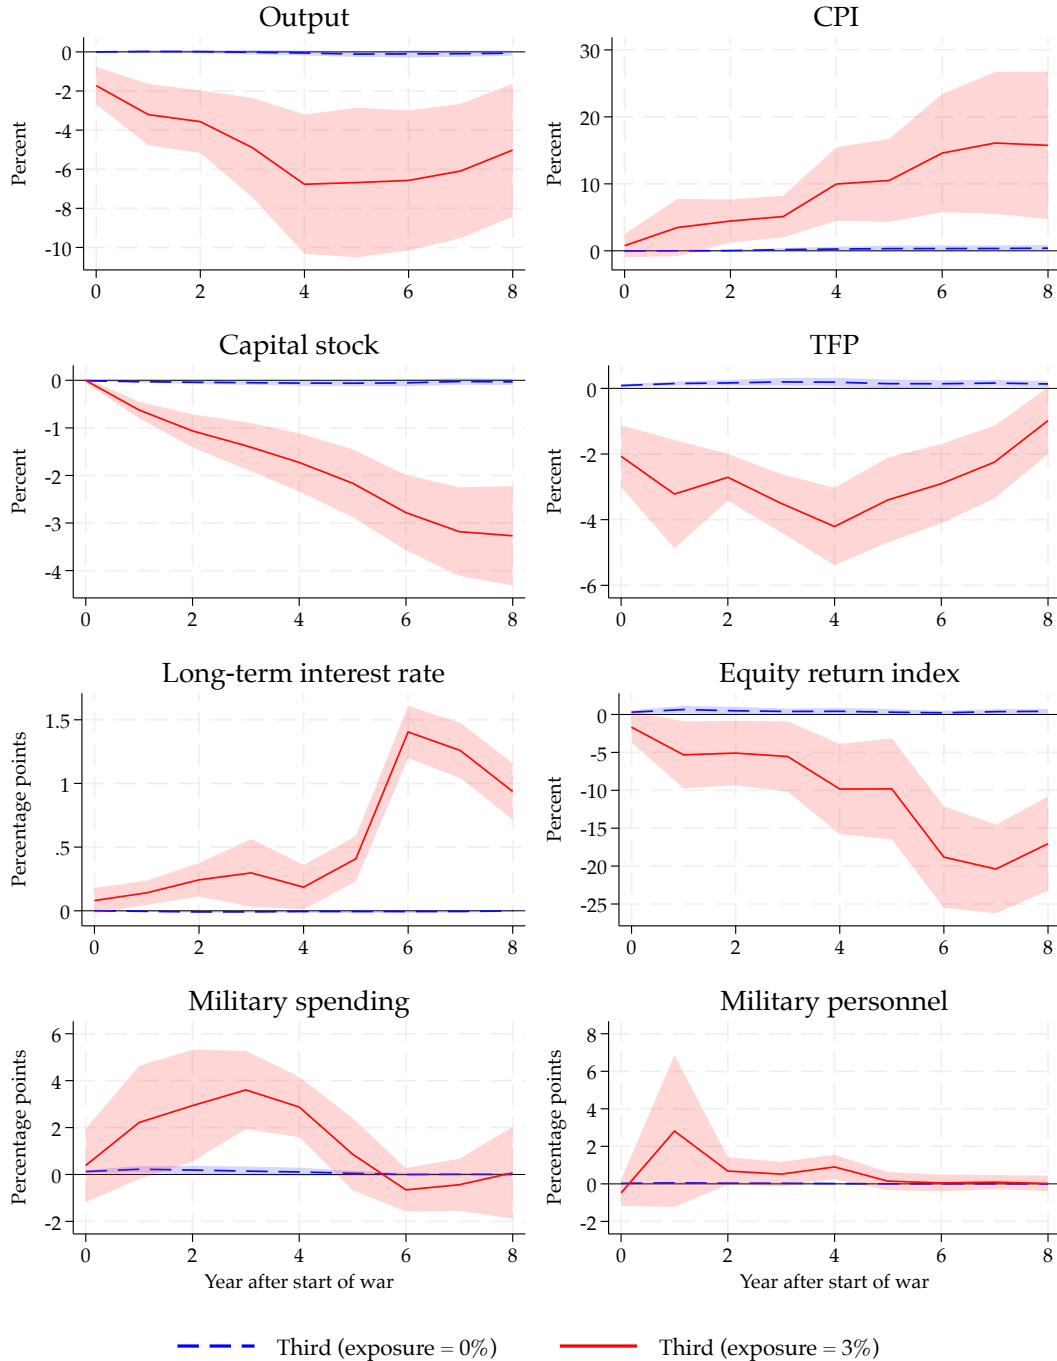 Output
CPI
Percent
0
-2
-4
-6
-8
-10
0 2 4 6 8
Percent
30
20
10
0
0 2 4 6 8
Capital stock
TFP
Percent
0
-1
-2
-3
-4
0 2 4 6 8
Percent
0
-2
-4
-6
0 2 4 6 8
Long-term interest rate
Equity return index
Percentage points
1.5
1
.5
0
0 2 4 6 8
Percent
0
-5
-10
-15
-20
-25
0 2 4 6 8
Military spending
Military personnel
Percentage points
6
4
2
0
-2
0 2 4 6 8
Year after start of war
Percentage points
8
6
4
2
0
-2
0 2 4 6 8
Year after start of war
Third (exposure = 0%) Third (exposure = 3%)